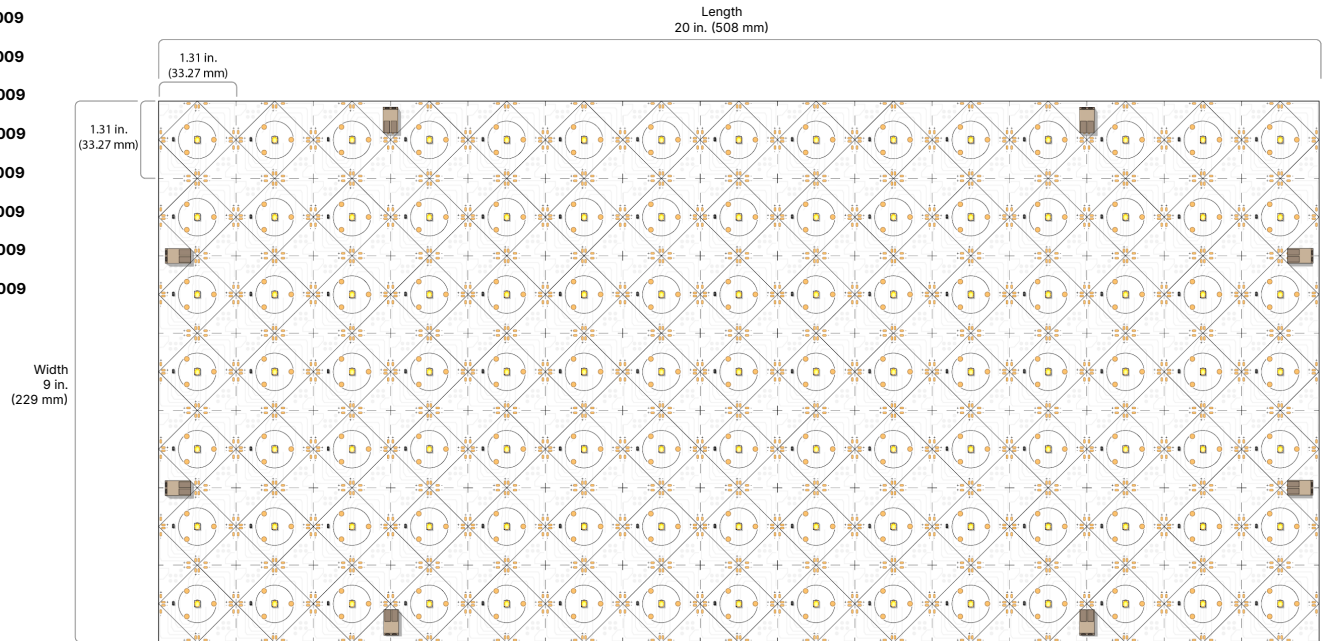 009
009
009
009
009
009
009
009
Length
20 in. (508 mm)
1.31 in.
(33.27 mm)
1.31 in.
(33.27 mm)
Width
9 in.
(229 mm)